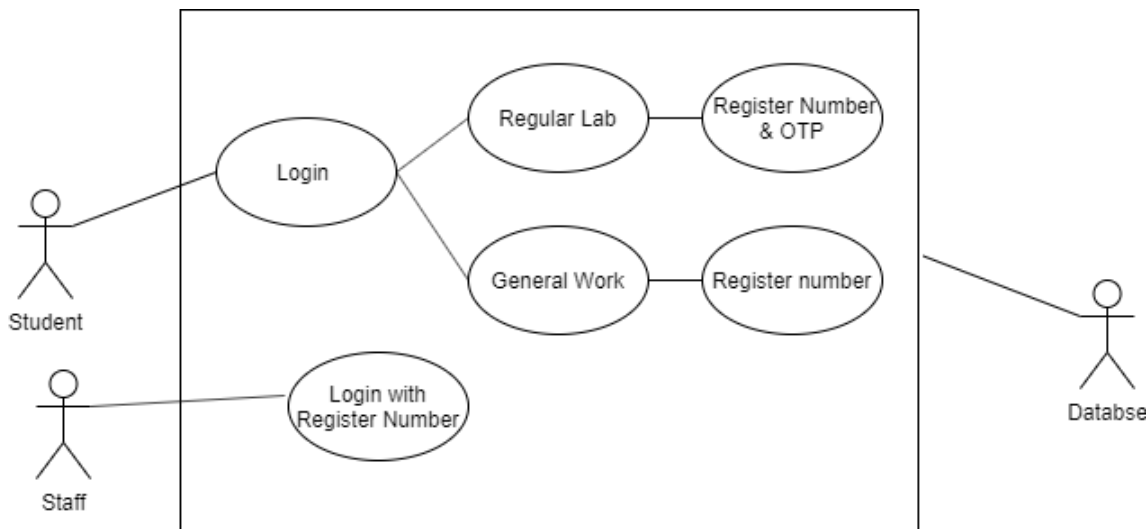 Regular Lab
Register Number
& OTP
Login
Student
General Work
Register number
Login with
Register Number
Staff
Databse